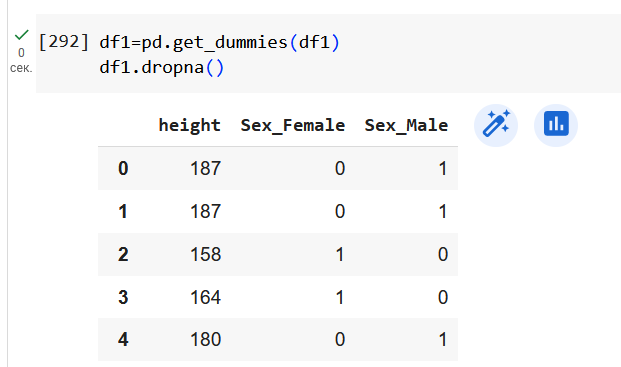 [292] df1=pd.get_dummies(df1)
0 df1.dropna()
сек.
height Sex_Female Sex_Male
0 187 0 1
1 187 0 1
2 158 1 0
3 164 1 0
4 180 0 1